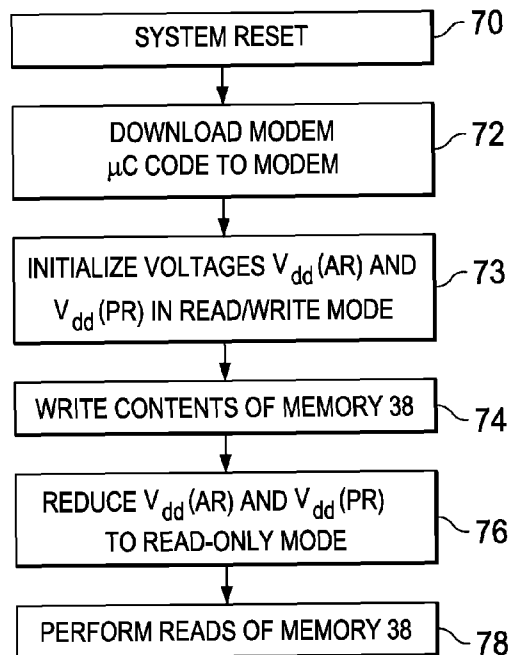 SYSTEM RESET
70
DOWNLOAD MODEM
μC CODE TO MODEM
72
INITIALIZE VOLTAGES Vdd(AR) AND
Vdd(PR) IN READ/WRITE MODE
73
WRITE CONTENTS OF MEMORY 38
74
REDUCE Vdd(AR) AND Vdd(PR)
TO READ-ONLY MODE
76
PERFORM READS OF MEMORY 38
78